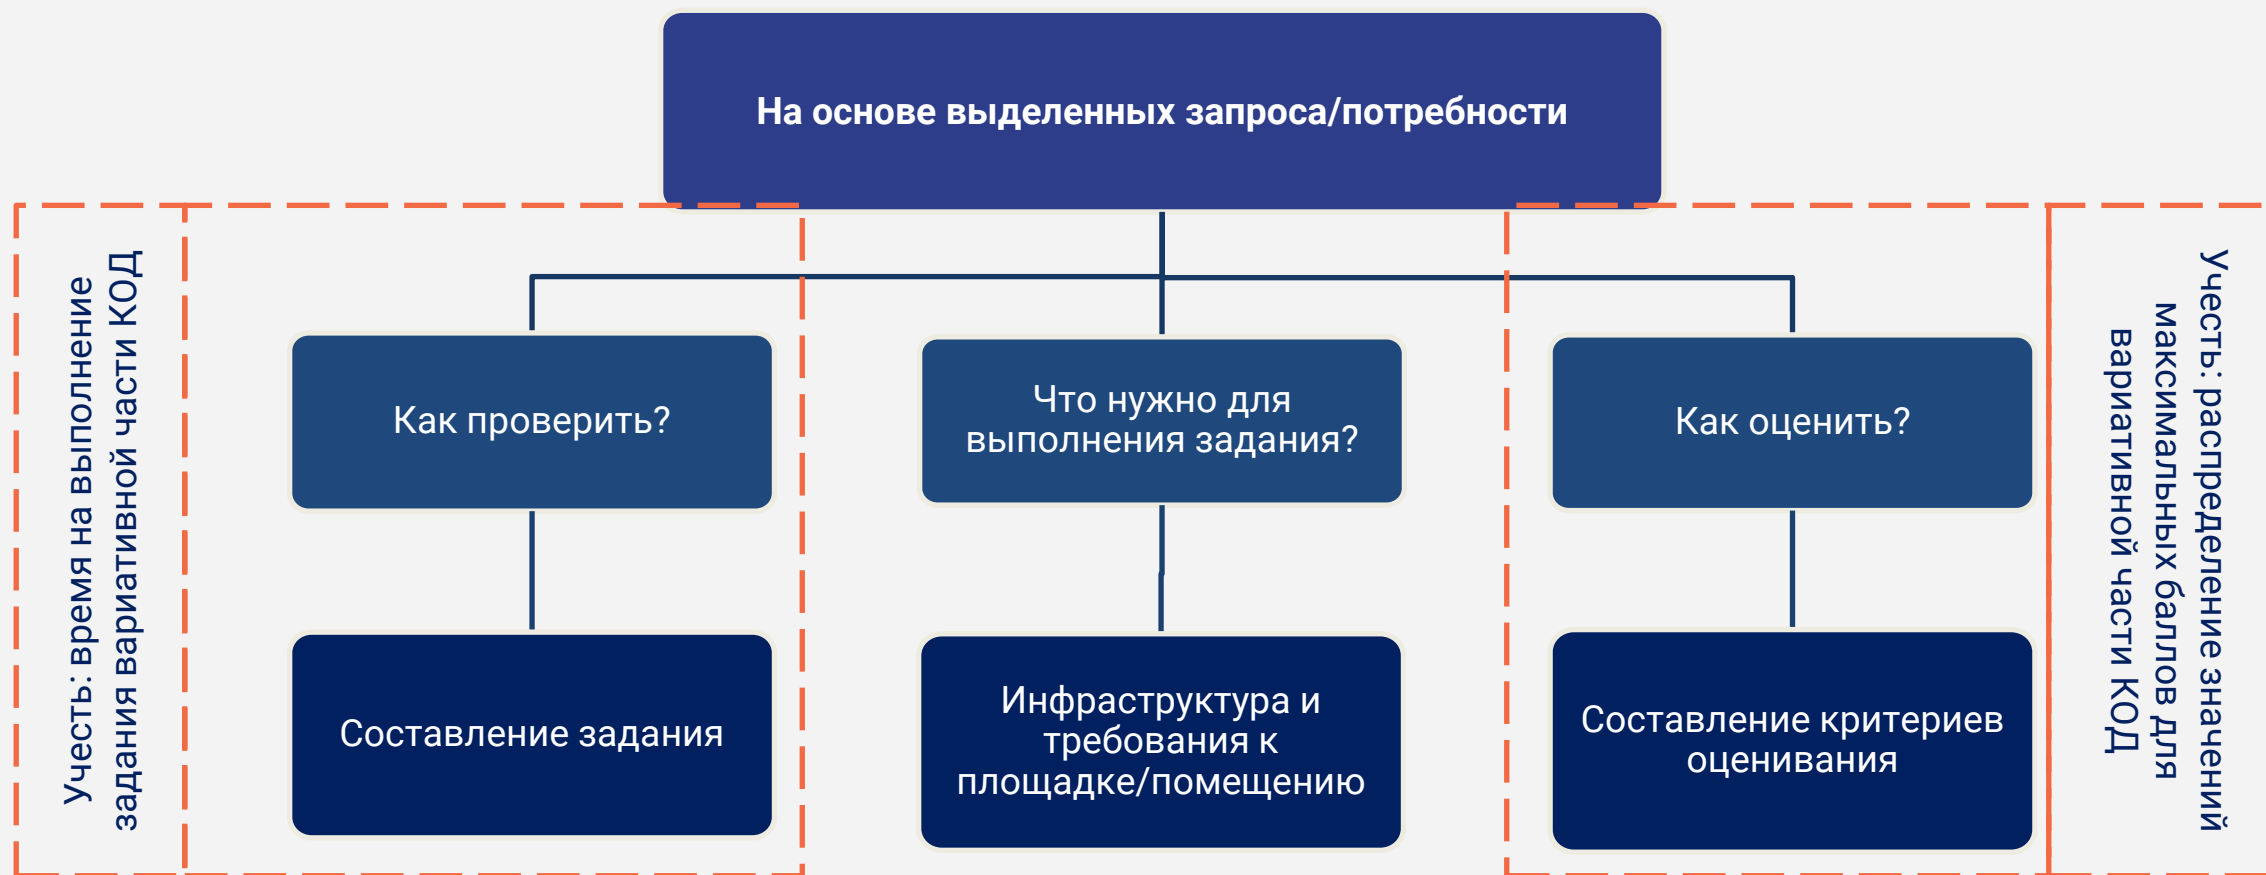 На основе выделенных запроса/потребности
Учесть: время на выполнение
задания вариативной части КОД
Как проверить?
Что нужно для
выполнения задания?
Как оценить?
Составление задания
Инфраструктура и
требования к
площадке/помещению
Составление критериев
оценивания
Учесть: распределение значений
максимальных баллов для
вариативной части КОД